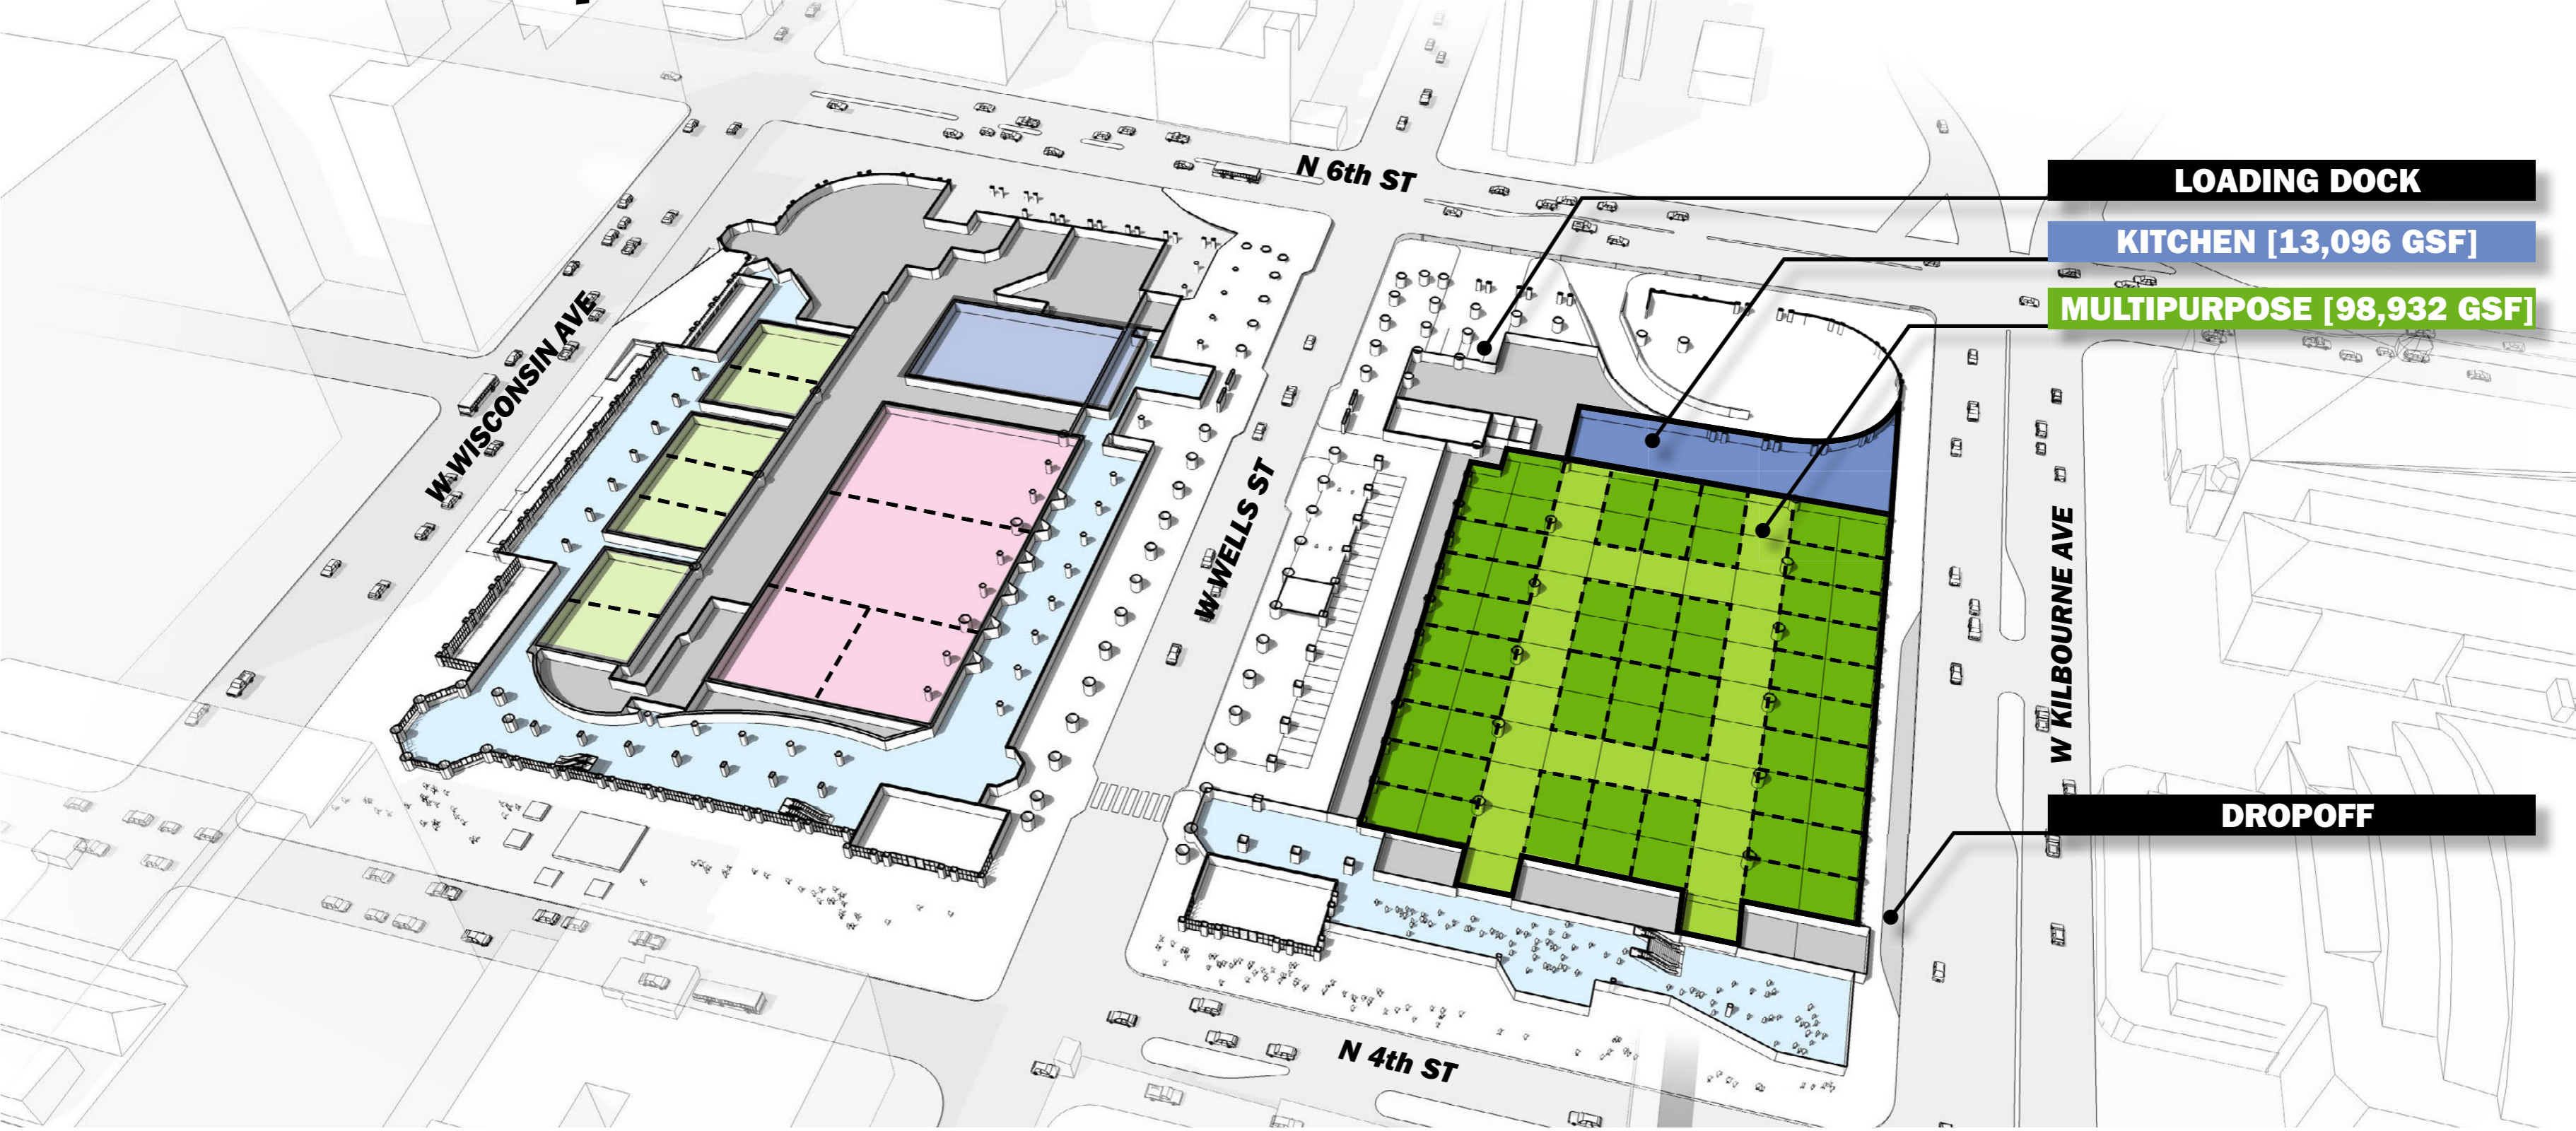 N 6th ST
LOADING DOCK
KITCHEN [13,096 GSF]
MULTIPURPOSE [98,932 GSF]
W WISCONSIN AVE
W WELLS ST
W KILBOURNE AVE
DROPOFF
N 4th ST